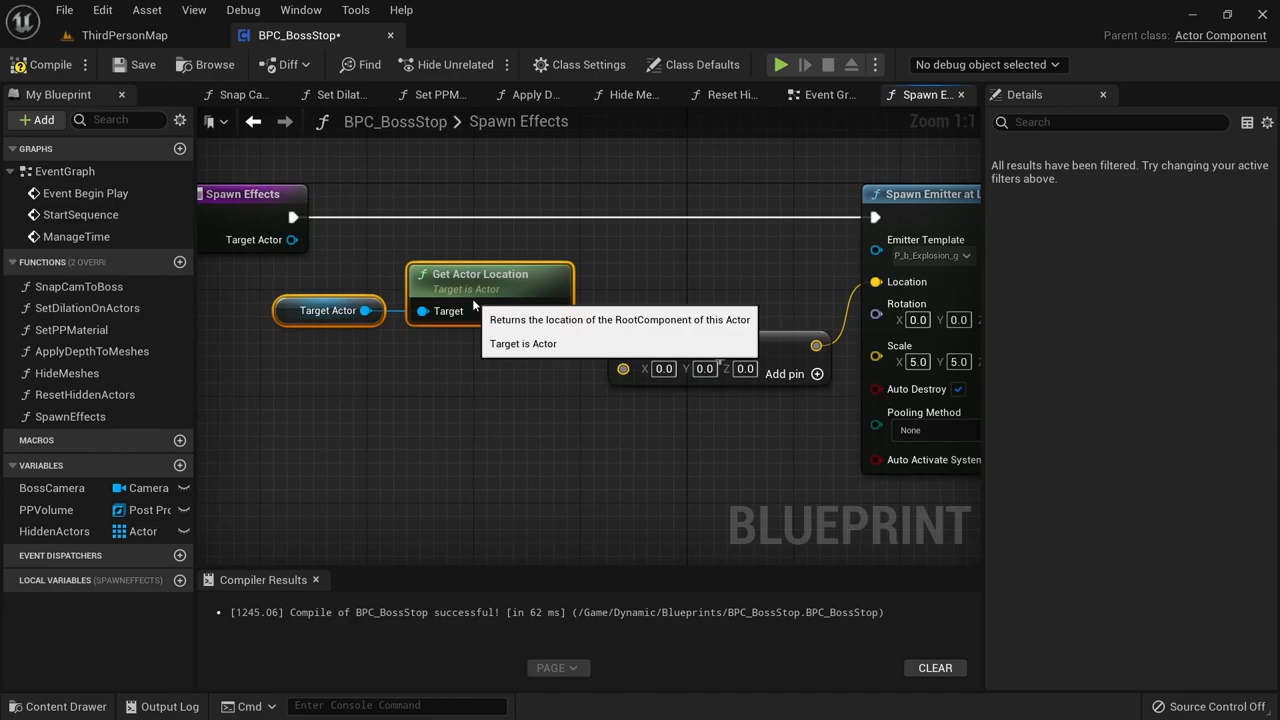 File Edit Asset View Debug Window Tools Help
ThirdPersonMap
BPC_BossStop*
Parent class: Actor Component
Compile
Save
Browse
Diff
Find
Hide Unrelated
Class Settings
Class Defaults
No debug object selected
My Blueprint
Snap Ca...
Set Dilat...
Set PPM...
Apply D...
Hide Me...
Reset Hi...
Event Gr...
Spawn E...
Details
Add
Search
BPC_BossStop > Spawn Effects
Zoom 1:1
Search
All results have been filtered. Try changing your active
filters above.
GRAPHS
EventGraph
Event Begin Play
StartSequence
ManageTime
FUNCTIONS (2 OVERRI
SnapCamToBoss
SetDilationOnActors
SetPPMaterial
ApplyDepthToMeshes
HideMeshes
ResetHiddenActors
SpawnEffects
MACROS
VARIABLES
BossCamera Camera
PPVolume Post Pro
HiddenActors Actor
EVENT DISPATCHERS
LOCAL VARIABLES (SPAWNEFFECTS)
Spawn Effects
Target Actor
Target Actor
Get Actor Location
Target is Actor
Target
Returns the location of the RootComponent of this Actor
Target is Actor
X 0.0 Y 0.0 Z 0.0
Add pin
Spawn Emitter at L
Emitter Template
P_b_Explosion_g
Location
Rotation
X 0.0 Y 0.0 Z
Scale
X 5.0 Y 5.0 Z
Auto Destroy
Pooling Method
None
Auto Activate System
BLUEPRINT
Compiler Results
[1245.06] Compile of BPC_BossStop successful! [in 62 ms] (/Game/Dynamic/Blueprints/BPC_BossStop.BPC_BossStop)
PAGE
CLEAR
Content Drawer
Output Log
Cmd
Enter Console Command
Source Control Off